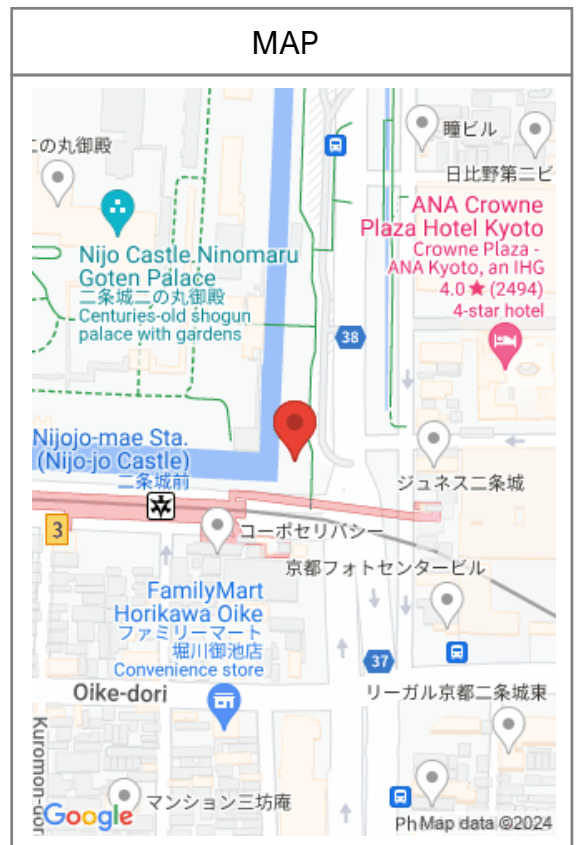 MAP
瞳ビル
二の丸御殿
日比野第二ビ
ANA Crowne
Plaza Hotel Kyoto
Crowne Plaza -
ANA Kyoto, an IHG
4.0★(2494)
4-star hotel
Nijo Castle Ninomaru
Goten Palace
二条城二の丸御殿
Centuries-old shogun
palace with gardens
38
Nijojo-mae Sta.
(Nijo-jo Castle)
二条城前
ジュネス二条城
3
コーポセリバシー
京都フォトセンタービル
FamilyMart
Horikawa Oike
ファミリーマート
堀川御池店
Convenience store
37
Oike-dori
リーガル京都二条城東
Kuromon-dor
マンション三坊庵
Google
Ph
Map data ©2024